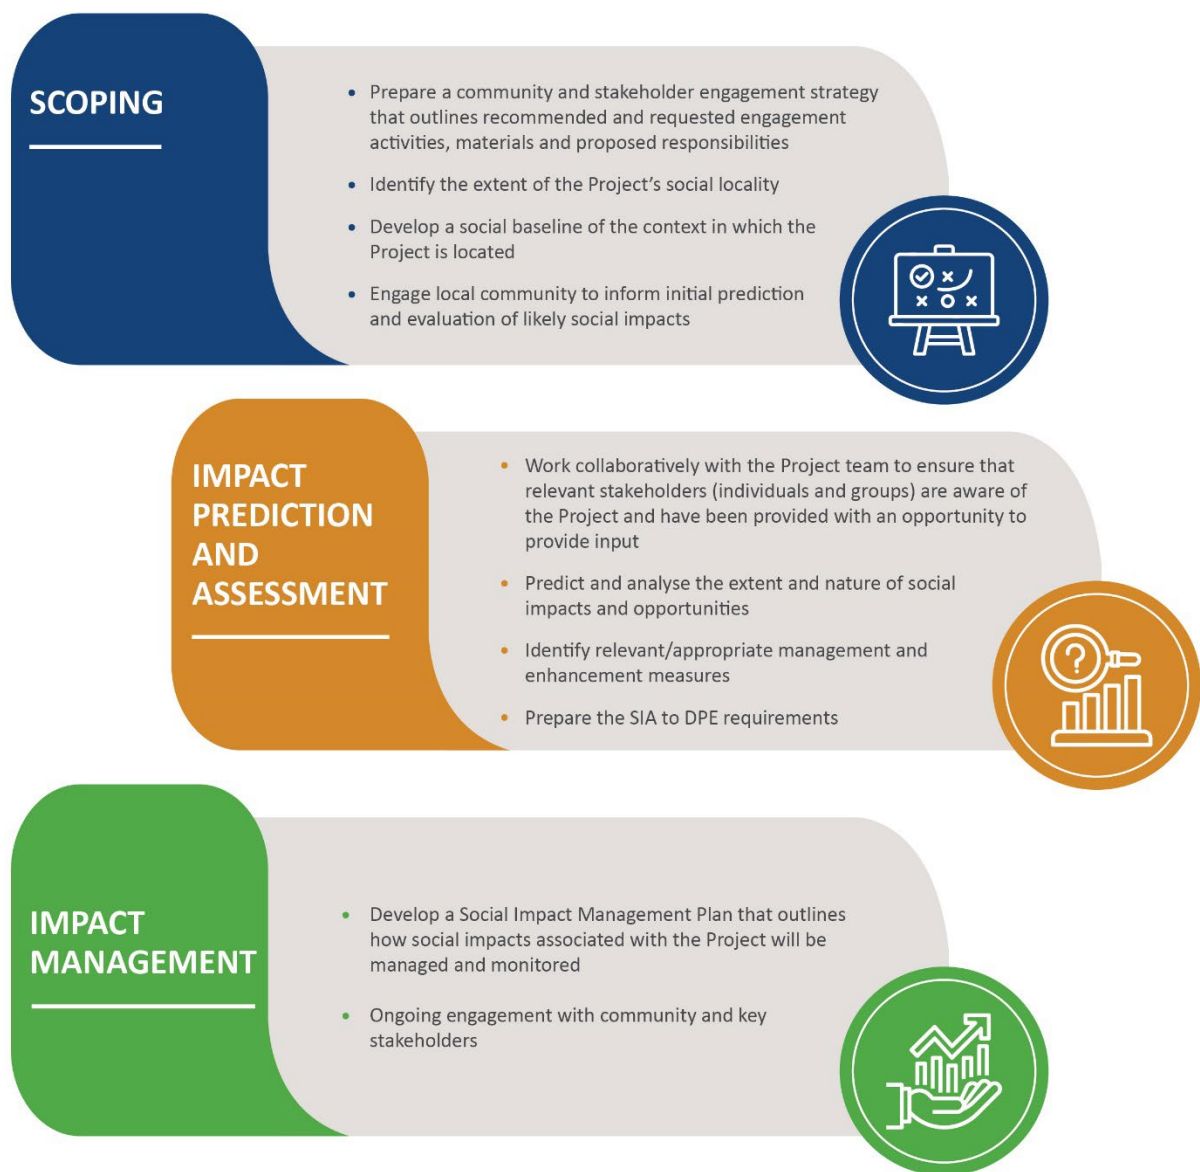 SCOPING
• Prepare a community and stakeholder engagement strategy
that outlines recommended and requested engagement
activities, materials and proposed responsibilities
• Identify the extent of the Project’s social locality
• Develop a social baseline of the context in which the
Project is located
• Engage local community to inform initial prediction
and evaluation of likely social impacts
IMPACT
PREDICTION
AND
ASSESSMENT
• Work collaboratively with the Project team to ensure that
relevant stakeholders (individuals and groups) are aware of
the Project and have been provided with an opportunity to
provide input
• Predict and analyse the extent and nature of social
impacts and opportunities
• Identify relevant/appropriate management and
enhancement measures
• Prepare the SIA to DPE requirements
?
IMPACT
MANAGEMENT
• Develop a Social Impact Management Plan that outlines
how social impacts associated with the Project will be
managed and monitored
• Ongoing engagement with community and key
stakeholders